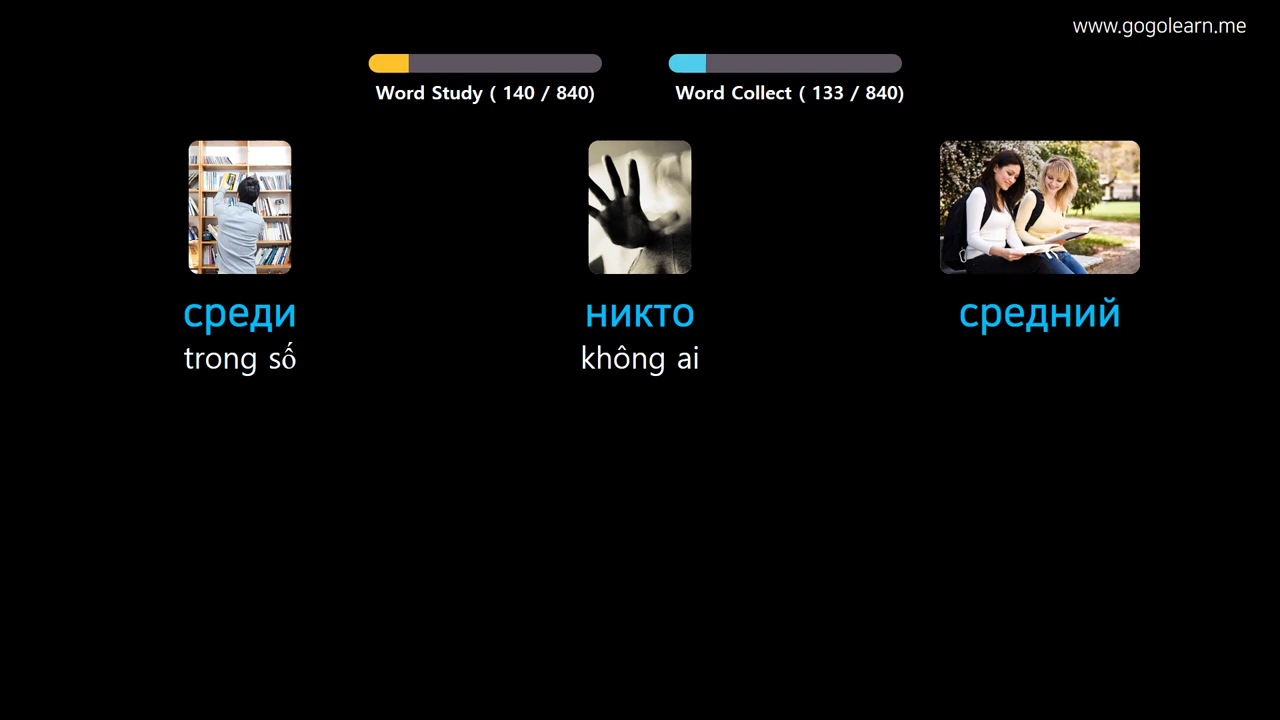 www.gogolearn.me
Word Study ( 140 / 840)
Word Collect ( 133 / 840)
среди
никто
средний
trong số
không ai